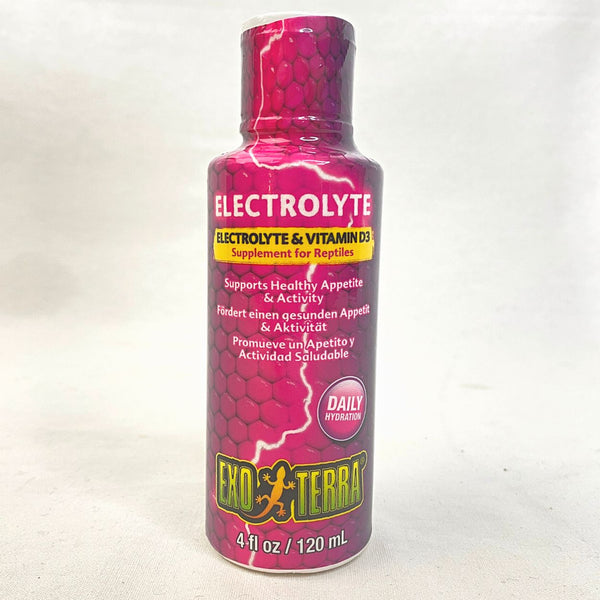 ELECTROLYTE
ELECTROLYTE & VITAMIN D3
Supplement for Reptiles
Supports Healthy Appetite
& Activity
Fördert einen gesunden Appetit
& Aktivität
Promueve un Apetito y
Actividad Saludable
DAILY
HYDRATION
EXO TERRA®
4 fl oz / 120 mL